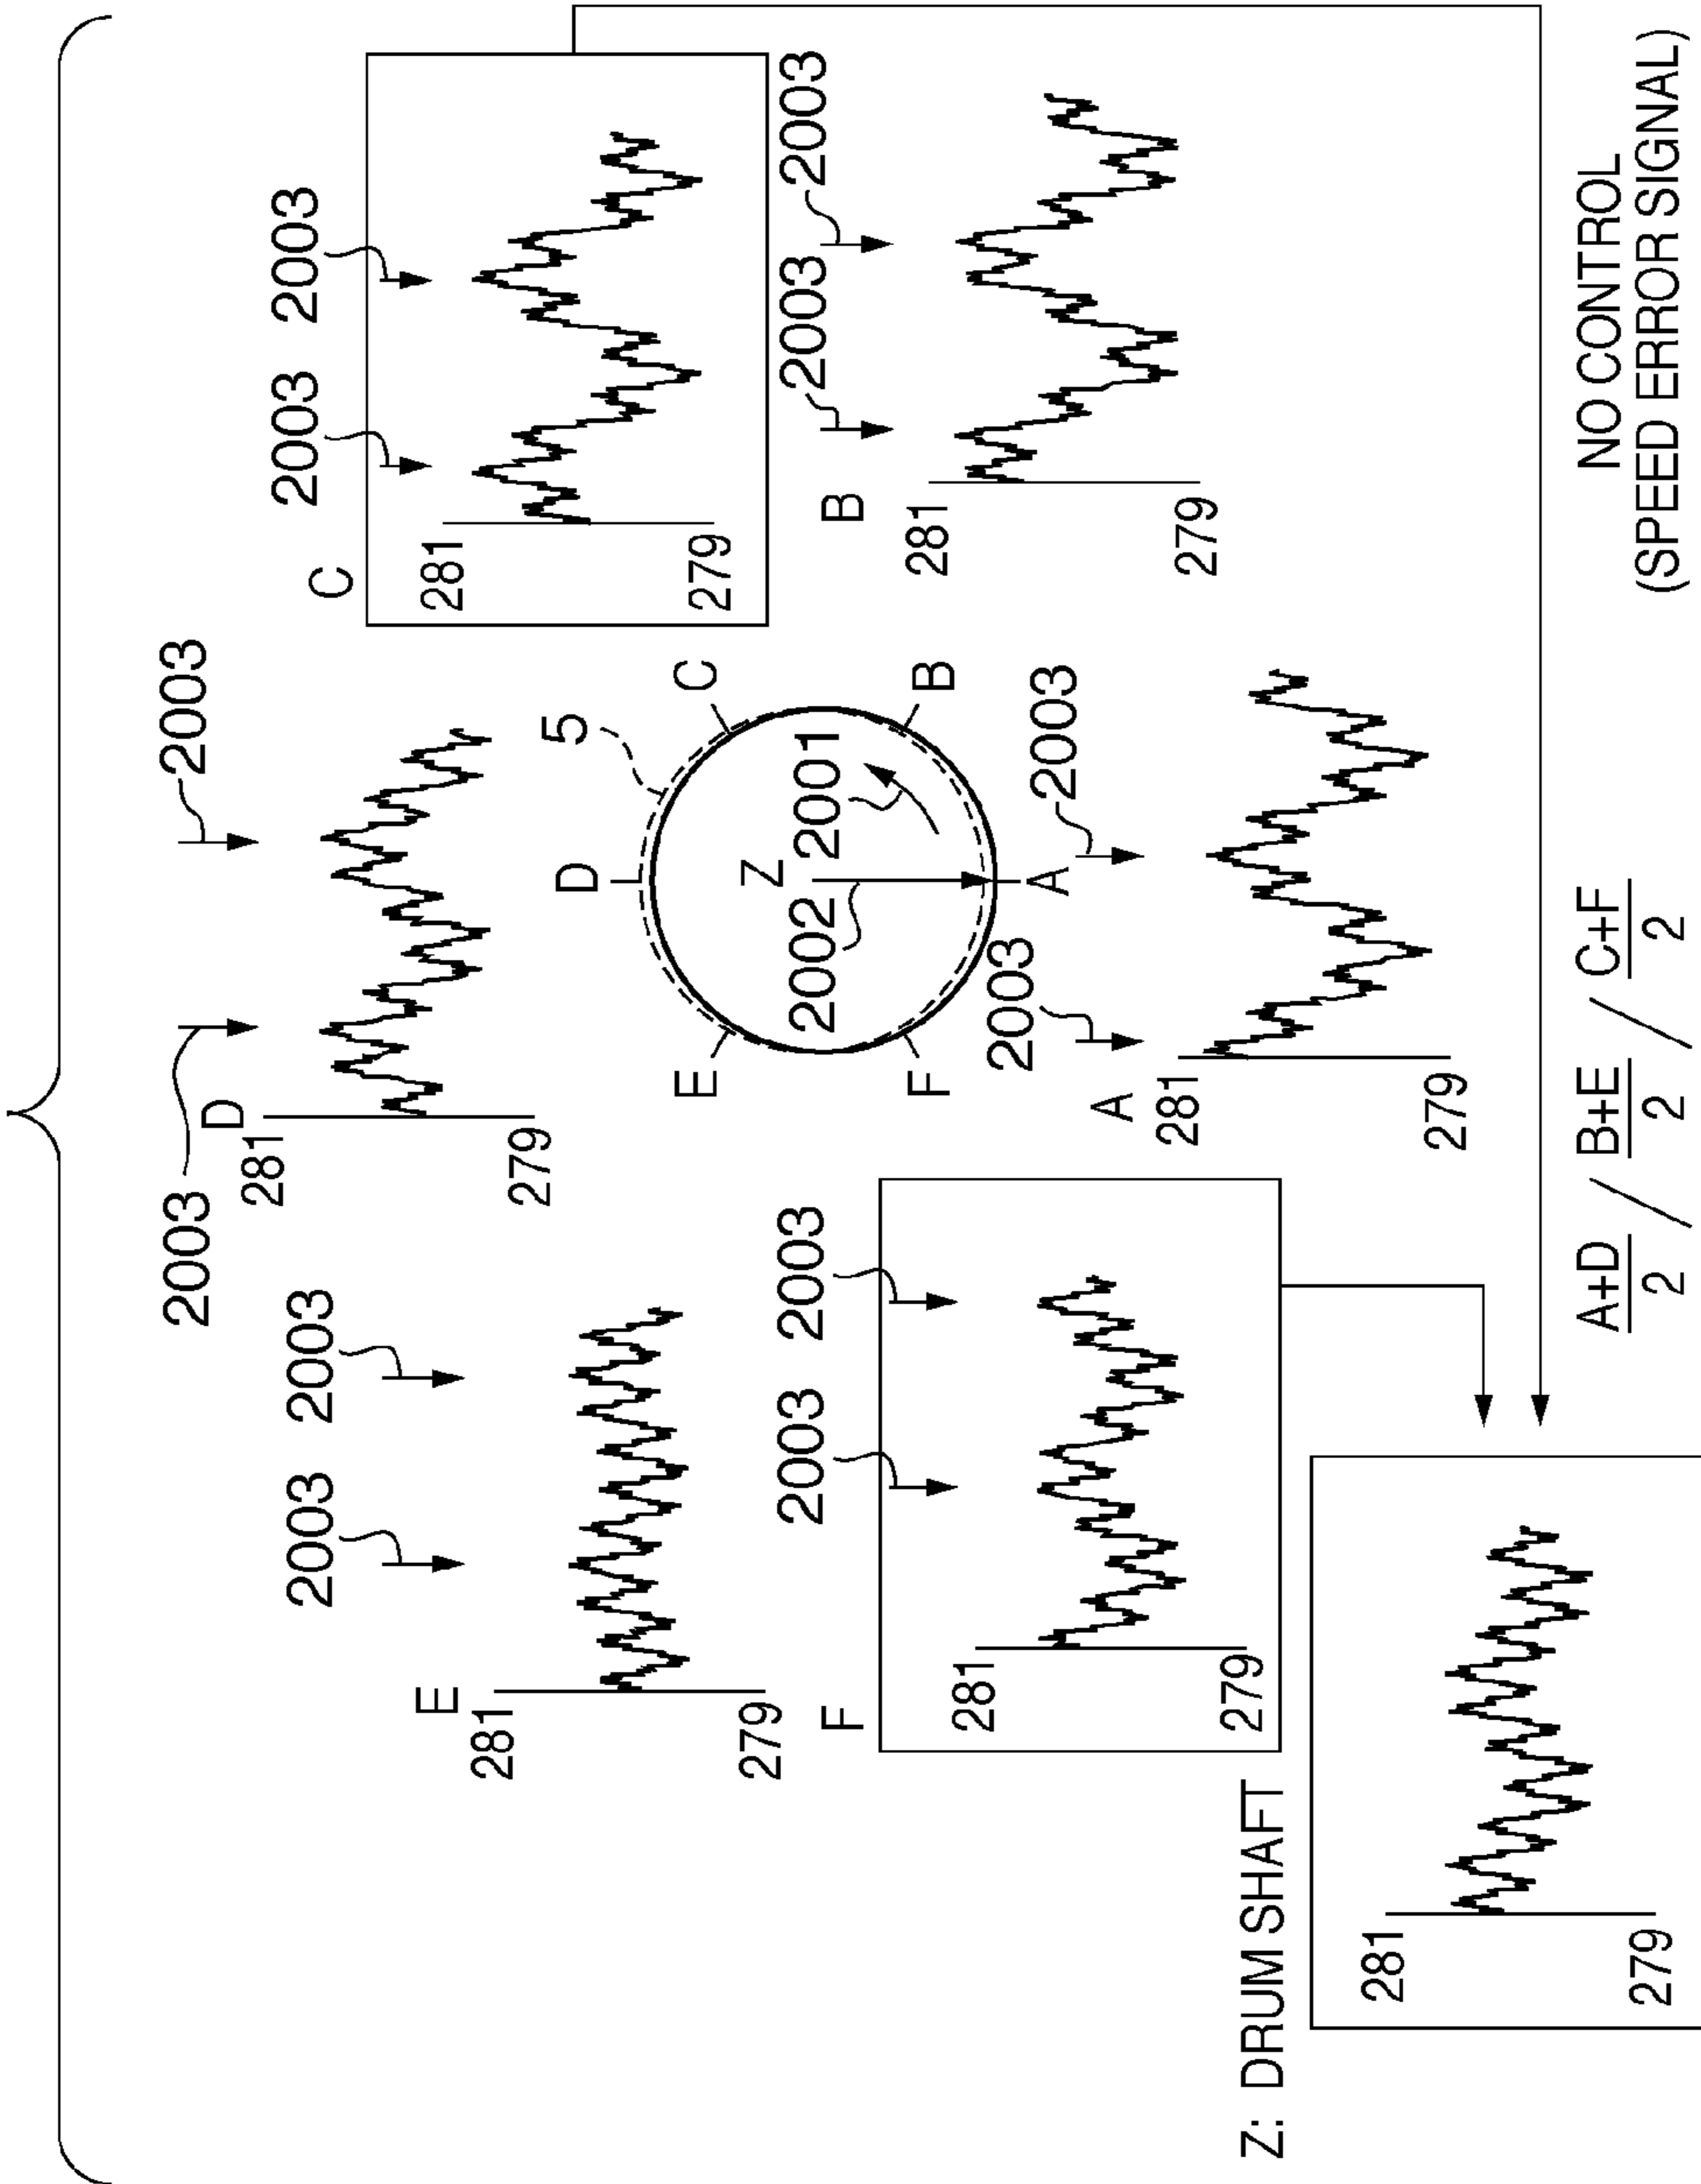 2003
2003
D
281
279
2003
2003
E
281
279
2003
2003
C
281
279
D
E
C
5
Z
2002
2001
F
B
A
2003
2003
F
281
279
2003
2003
B
281
279
2003
2003
A
281
279
Z: DRUM SHAFT
281
279
A+D
2
/
B+E
2
/
C+F
2
NO CONTROL
(SPEED ERROR SIGNAL)